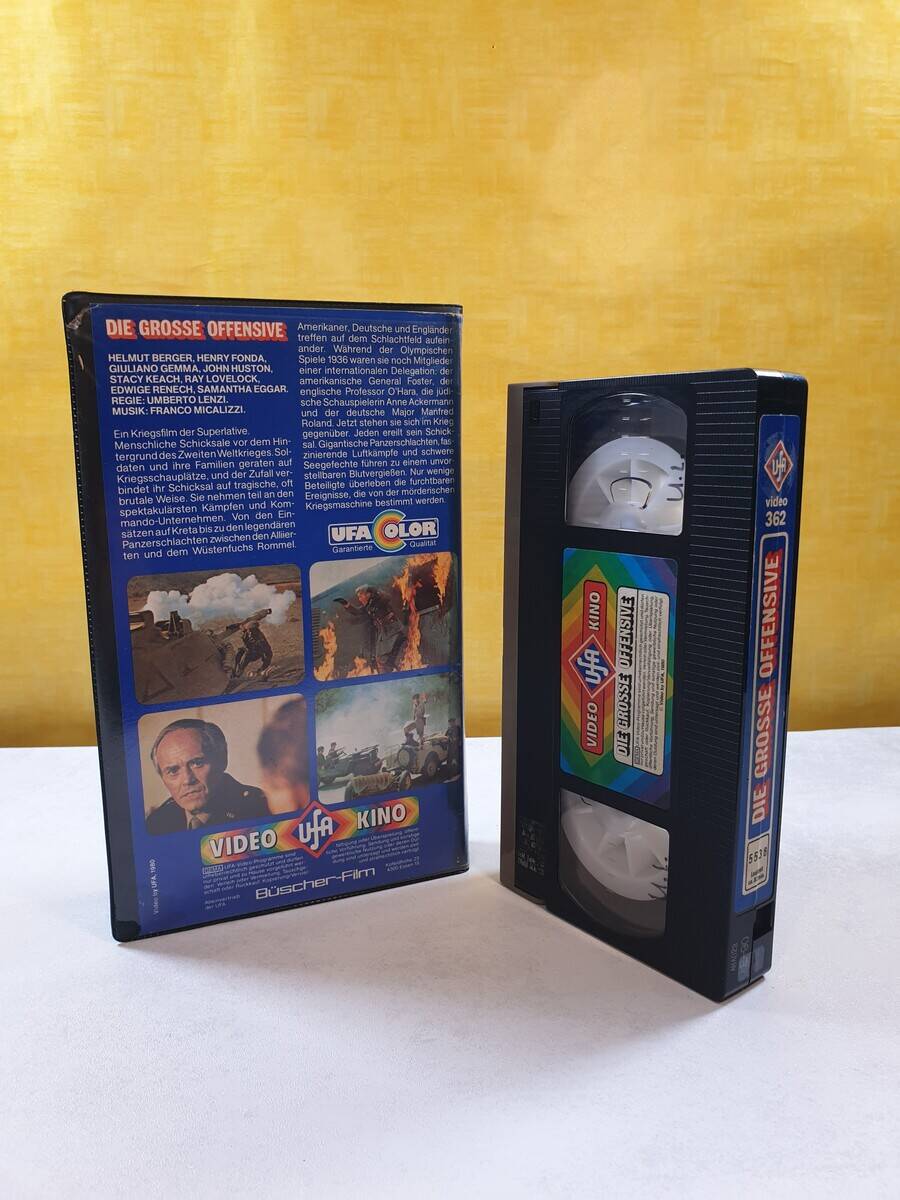 DIE GROSSE OFFENSIVE
HELMUT BERGER, HENRY FONDA,
GIULIANO GEMMA, JOHN HUSTON,
STACY KEACH, RAY LOVELOCK,
EDWIGE RENECH, SAMANTHA EGGAR.
REGIE: UMBERTO LENZI.
MUSIK: FRANCO MICALIZZI.
Ein Kriegsfilm der Superlative.
Menschliche Schicksale vor dem Hin-
tergrund des Zweiten Weltkrieges. Sol-
daten und ihre Familien geraten auf
Kriegsschauplätze, und der Zufall ver-
bindet ihr Schicksal auf tragische, oft
brutale Weise. Sie nehmen teil an den
spektakulärsten Kämpfen und Kom-
mando-Unternehmen. Von den Ein-
sätzen auf Kreta bis zu den legendären
Panzerschlachten zwischen den Alliier-
ten und dem Wüstenfuchs Rommel.
Amerikaner, Deutsche und Engländer
treffen auf dem Schlachtfeld aufein-
ander. Während der Olympischen
Spiele 1936 waren sie noch Mitglieder
einer internationalen Delegation; der
amerikanische General Foster, der
englische Professor O'Hara, die jüdi-
sche Schauspielerin Anne Ackermann
und der deutsche Major Manfred
Roland. Jetzt stehen sie sich im Krieg
gegenüber. Jeden ereilt sein Schick-
sal. Gigantische Panzerschlachten, fas-
zinierende Luftkämpfe und schwere
Seegefechte führen zu einem unvor-
stellbaren Blutvergießen. Nur wenige
Beteiligte überleben die furchtbaren
Ereignisse, die von der mörderischen
Kriegsmaschine bestimmt werden.
UFACOLOR
Garantierte Qualität
VIDEO UFA KINO
Video by UFA, 1980
Alleinvertrieb
der UFA
Büscher-Film
4300 Essen
U.L.
VIDEO UFA KINO
DIE GROSSE OFFENSIVE
UFA
video
362
DIE GROSSE OFFENSIVE
5536